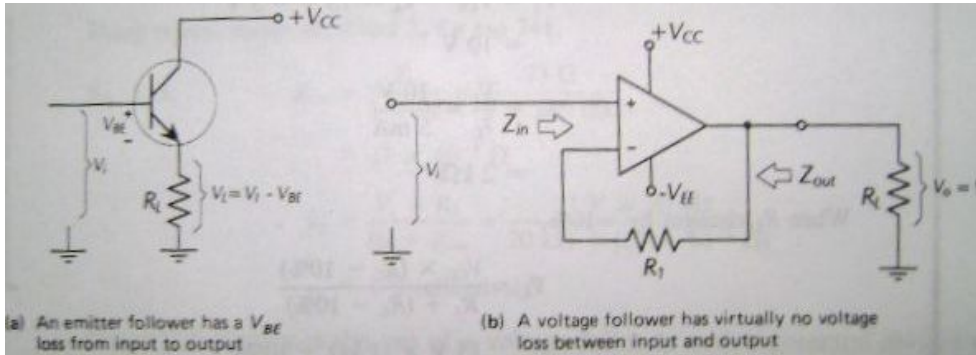 +VCC
VBE
+
-
Vi
RL
VL = Vi - VBE
+VCC
Zin
+
-
-VEE
Vi
Zout
RL
Vo =
R1
(a) An emitter follower has a VBE
loss from input to output
(b) A voltage follower has virtually no voltage
loss between input and output